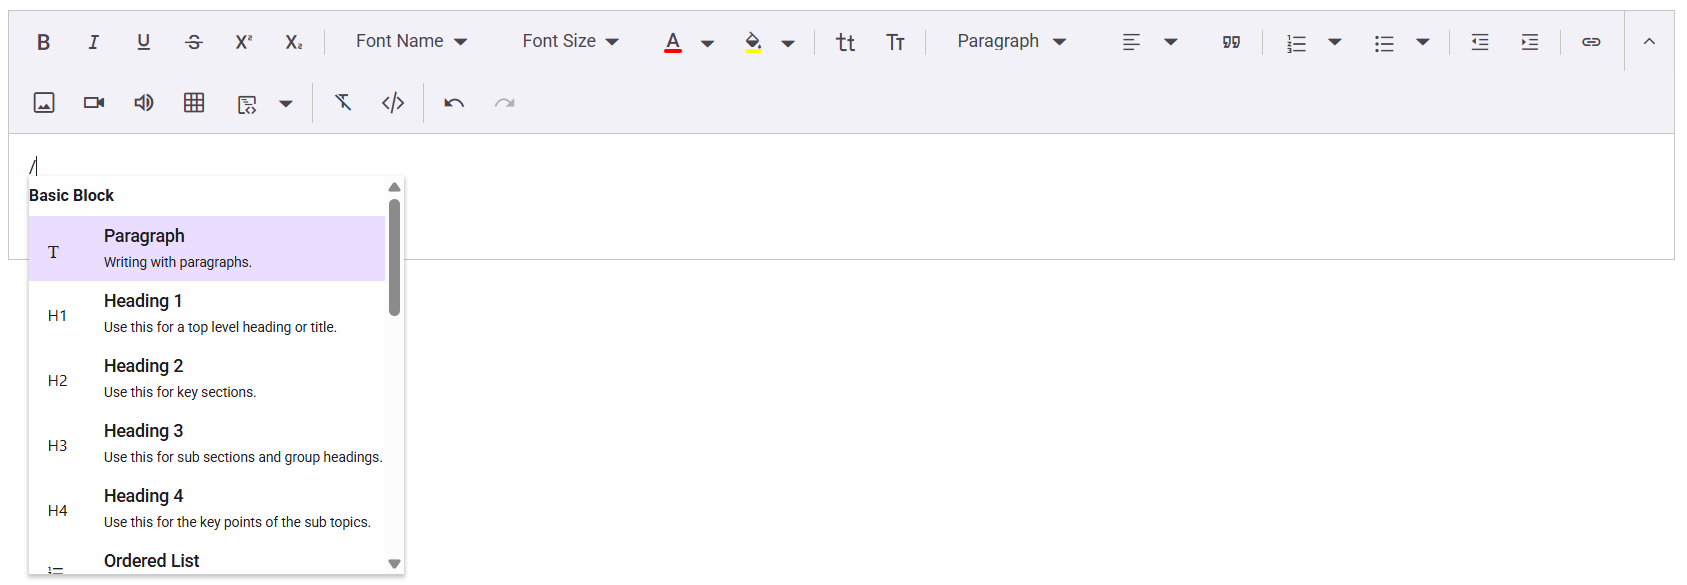 B I U S X² X₂ Font Name Font Size A tt Tт Paragraph
/
Basic Block
T Paragraph
Writing with paragraphs.
H1 Heading 1
Use this for a top level heading or title.
H2 Heading 2
Use this for key sections.
H3 Heading 3
Use this for sub sections and group headings.
H4 Heading 4
Use this for the key points of the sub topics.
Ordered List